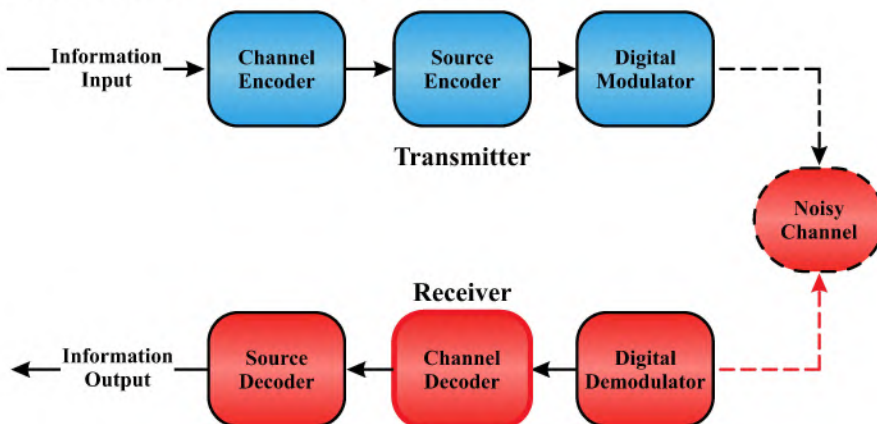 Information
Input
Channel
Encoder
Source
Encoder
Digital
Modulator
Transmitter
Noisy
Channel
Receiver
Information
Output
Source
Decoder
Channel
Decoder
Digital
Demodulator